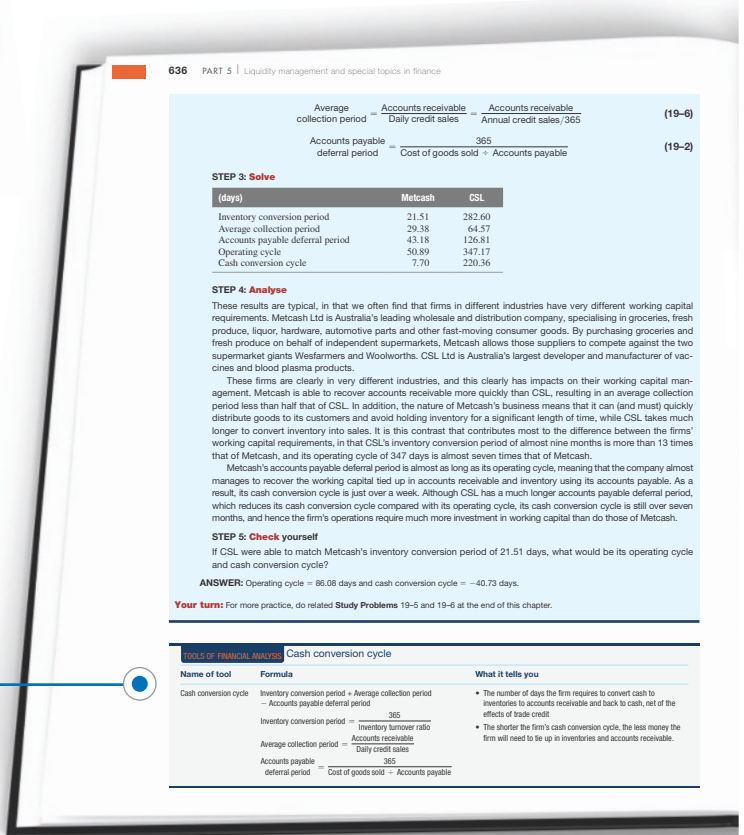 636 PART 5 | Liquidity management and special topics in finance
Average collection period = Accounts receivable / Daily credit sales = Accounts receivable / Annual credit sales/365 (19–6)
Accounts payable deferral period = 365 / Cost of goods sold ÷ Accounts payable (19–2)
STEP 3: Solve
(days) Metcash CSL
Inventory conversion period 21.51 282.60
Average collection period 29.38 64.57
Accounts payable deferral period 43.18 126.81
Operating cycle 50.89 347.17
Cash conversion cycle 7.70 220.36
STEP 4: Analyse
These results are typical, in that we often find that firms in different industries have very different working capital
requirements. Metcash Ltd is Australia's leading wholesale and distribution company, specialising in groceries, fresh
produce, liquor, hardware, automotive parts and other fast-moving consumer goods. By purchasing groceries and
fresh produce on behalf of independent supermarkets, Metcash allows those suppliers to compete against the two
supermarket giants Wesfarmers and Woolworths. CSL Ltd is Australia's largest developer and manufacturer of vac-
cines and blood plasma products.
These firms are clearly in very different industries, and this clearly has impacts on their working capital man-
agement. Metcash is able to recover accounts receivable more quickly than CSL, resulting in an average collection
period less than half that of CSL. In addition, the nature of Metcash's business means that it can (and must) quickly
distribute goods to its customers and avoid holding inventory for a significant length of time, while CSL takes much
longer to convert inventory into sales. It is this contrast that contributes most to the difference between the firms'
working capital requirements, in that CSL's inventory conversion period of almost nine months is more than 13 times
that of Metcash, and its operating cycle of 347 days is almost seven times that of Metcash.
Metcash's accounts payable deferral period is almost as long as its operating cycle, meaning that the company almost
manages to recover the working capital tied up in accounts receivable and inventory using its accounts payable. As a
result, its cash conversion cycle is just over a week. Although CSL has a much longer accounts payable deferral period,
which reduces its cash conversion cycle compared with its operating cycle, its cash conversion cycle is still over seven
months, and hence the firm's operations require much more investment in working capital than do those of Metcash.
STEP 5: Check yourself
If CSL were able to match Metcash's inventory conversion period of 21.51 days, what would be its operating cycle
and cash conversion cycle?
ANSWER: Operating cycle = 86.08 days and cash conversion cycle = −40.73 days.
Your turn: For more practice, do related Study Problems 19–5 and 19–6 at the end of this chapter.
TOOLS OF FINANCIAL ANALYSIS Cash conversion cycle
Name of tool Formula What it tells you
Cash conversion cycle
Inventory conversion period + Average collection period
− Accounts payable deferral period
Inventory conversion period = 365 / Inventory turnover ratio
Average collection period = Accounts receivable / Daily credit sales
Accounts payable deferral period = 365 / Cost of goods sold ÷ Accounts payable
• The number of days the firm requires to convert cash to
inventories to accounts receivable and back to cash, net of the
effects of trade credit
• The shorter the firm's cash conversion cycle, the less money the
firm will need to tie up in inventories and accounts receivable.